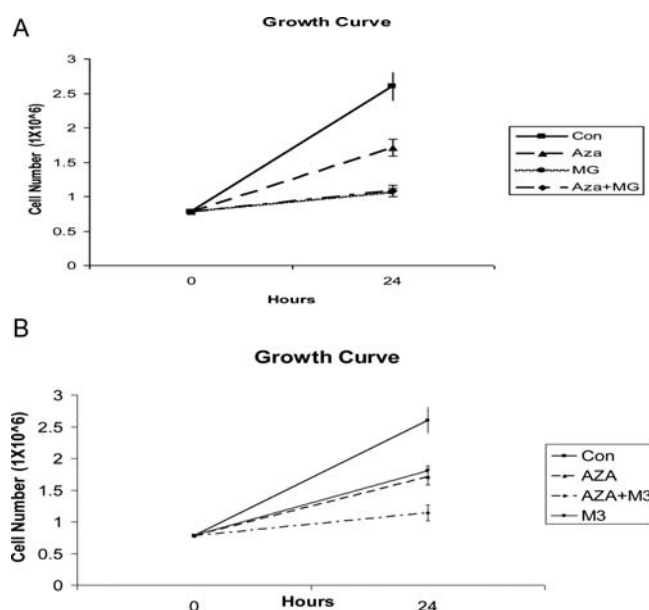 A
Growth Curve
3
2.5
2
1.5
1
0.5
0
Cell Number (1X10^6)
0
24
Hours
Con
Aza
MG
Aza+MG
B
Growth Curve
3
2.5
2
1.5
1
0.5
0
Cell Number (1X10^6)
0
24
Hours
Con
AZA
AZA+M3
M3